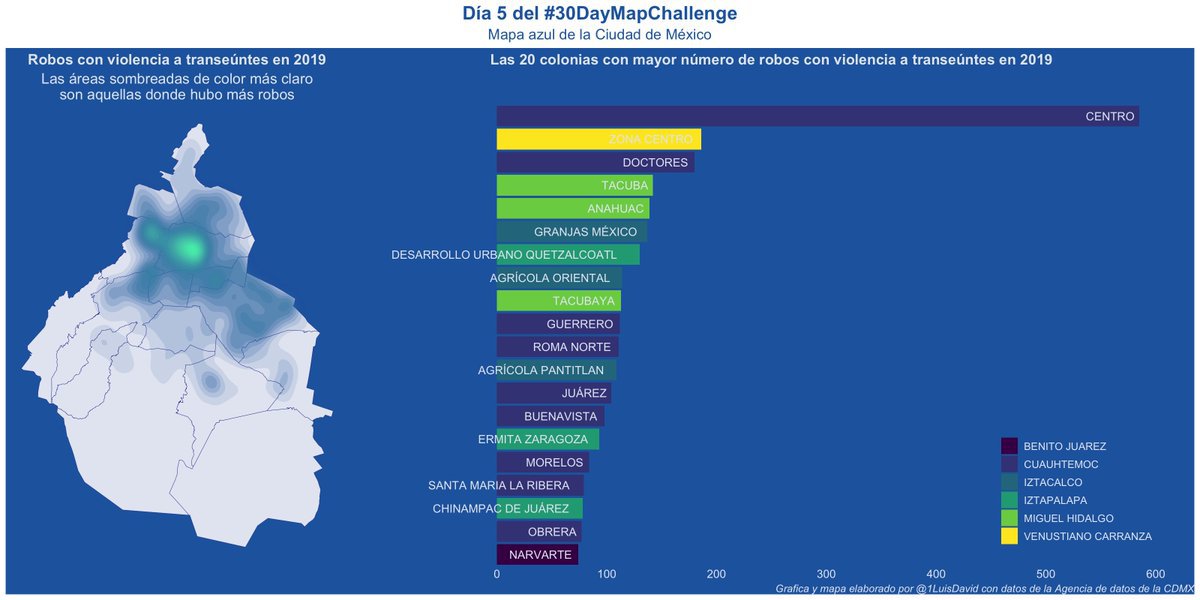 Día 5 del #30DayMapChallenge
Mapa azul de la Ciudad de México
Robos con violencia a transeúntes en 2019
Las áreas sombreadas de color más claro
son aquellas donde hubo más robos
Las 20 colonias con mayor número de robos con violencia a transeúntes en 2019
CENTRO
ZONA CENTRO
DOCTORES
TACUBA
ANAHUAC
GRANJAS MÉXICO
DESARROLLO URBANO QUETZALCOATL
AGRÍCOLA ORIENTAL
TACUBAYA
GUERRERO
ROMA NORTE
AGRÍCOLA PANTITLAN
JUÁREZ
BUENAVISTA
ERMITA ZARAGOZA
MORELOS
SANTA MARIA LA RIBERA
CHINAMPAC DE JUÁREZ
OBRERA
NARVARTE
BENITO JUAREZ
CUAUHTEMOC
IZTACALCO
IZTAPALAPA
MIGUEL HIDALGO
VENUSTIANO CARRANZA
0 100 200 300 400 500 600
Grafica y mapa elaborado por @1LuisDavid con datos de la Agencia de datos de la CDMX